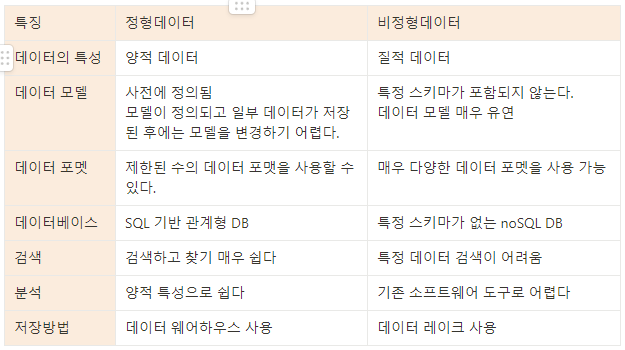 특징 정형데이터 비정형데이터
데이터의 특성 양적 데이터 질적 데이터
데이터 모델 사전에 정의됨 특정 스키마가 포함되지 않는다.
모델이 정의되고 일부 데이터가 저장 데이터 모델 매우 유연
된 후에는 모델을 변경하기 어렵다.
데이터 포멧 제한된 수의 데이터 포맷을 사용할 수 매우 다양한 데이터 포멧을 사용 가능
있다.
데이터베이스 SQL 기반 관계형 DB 특정 스키마가 없는 noSQL DB
검색 검색하고 찾기 매우 쉽다 특정 데이터 검색이 어려움
분석 양적 특성으로 쉽다 기존 소프트웨어 도구로 어렵다
저장방법 데이터 웨어하우스 사용 데이터 레이크 사용